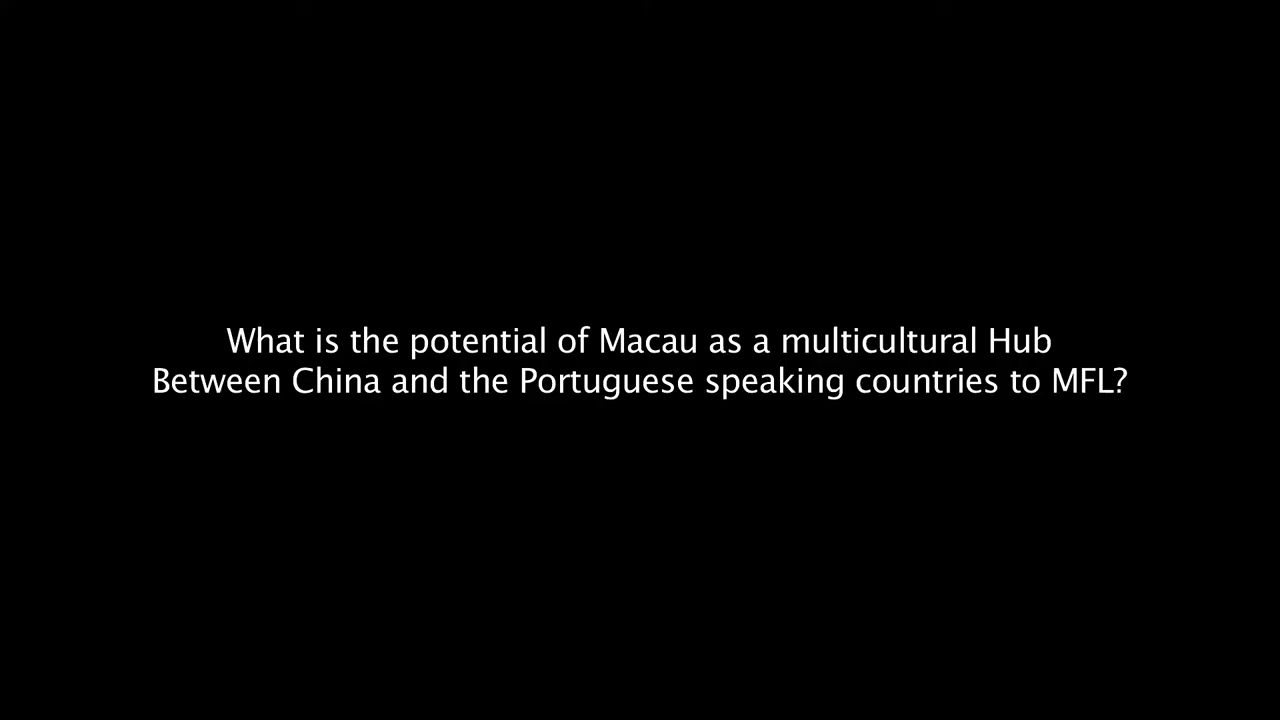 What is the potential of Macau as a multicultural Hub
Between China and the Portuguese speaking countries to MFL?